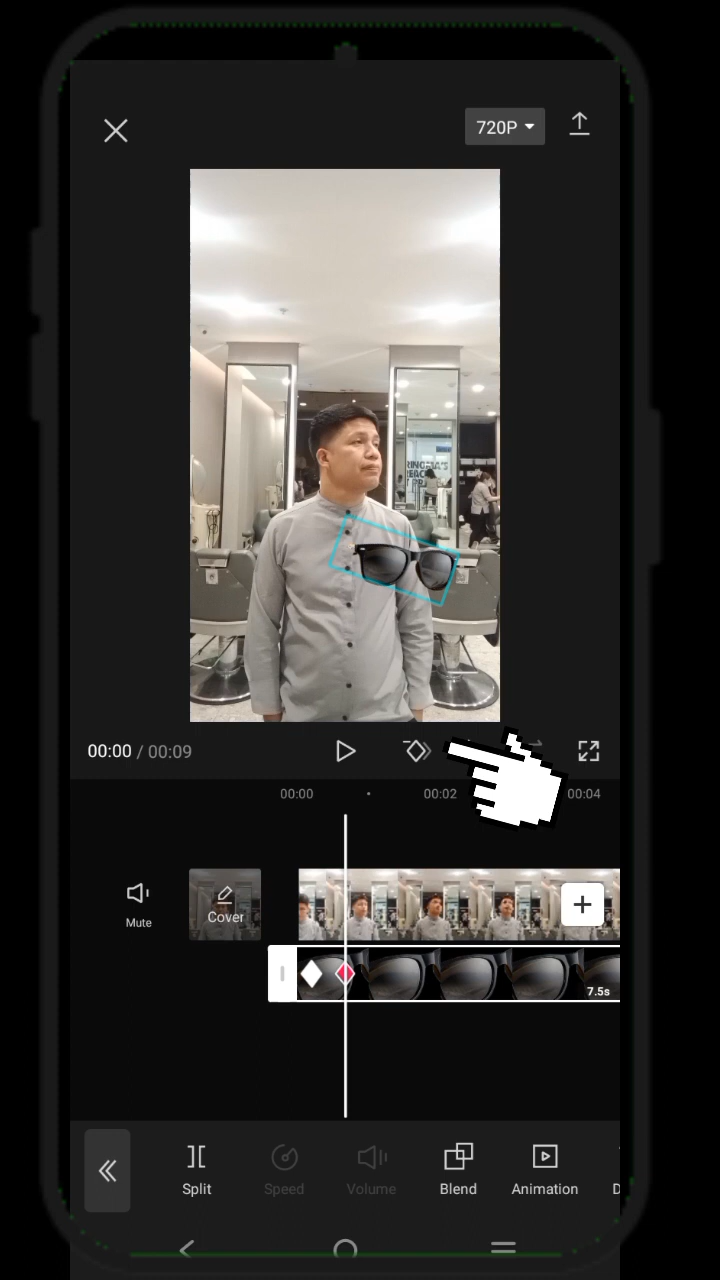 720P
00:00 / 00:09
00:00
00:02
00:04
Mute
Cover
7.5s
Split
Speed
Volume
Blend
Animation